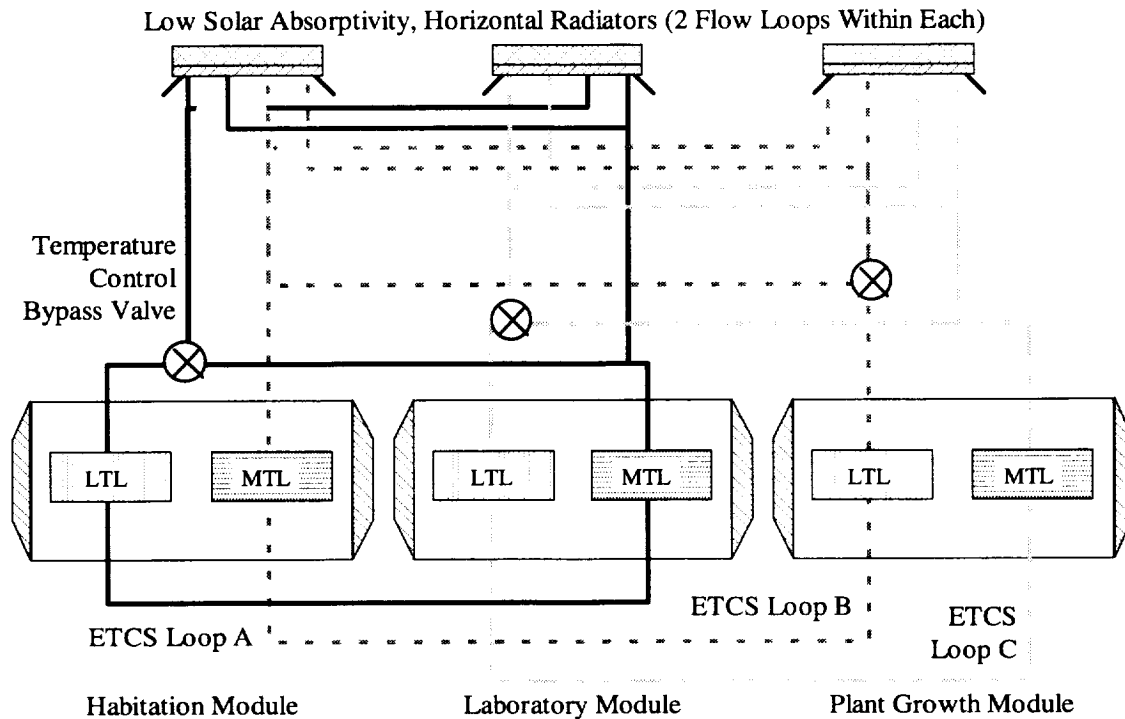 Low Solar Absorptivity, Horizontal Radiators (2 Flow Loops Within Each)
Temperature
Control
Bypass Valve
LTL
MTL
LTL
MTL
LTL
MTL
ETCS Loop A
ETCS Loop B
ETCS
Loop C
Habitation Module
Laboratory Module
Plant Growth Module